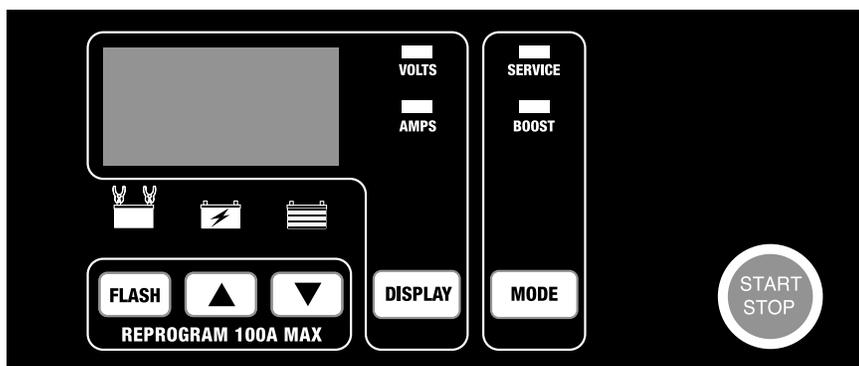 VOLTS
SERVICE
AMPS
BOOST
FLASH
DISPLAY
MODE
START
STOP
REPROGRAM 100A MAX